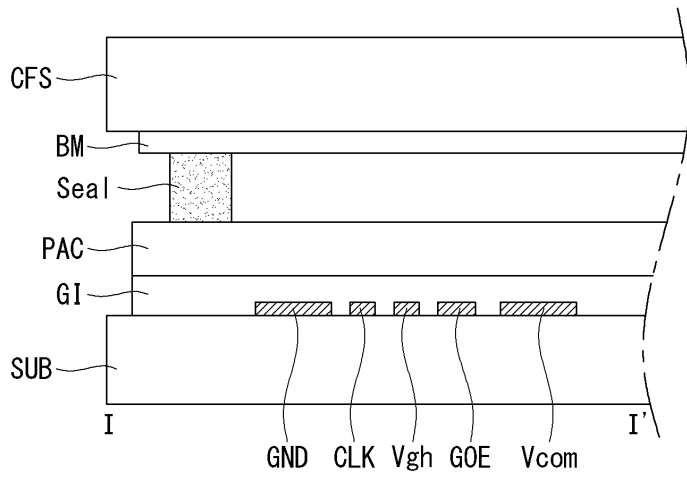 CFS
BM
Seal
PAC
GI
SUB
I I'
GND CLK Vgh GOE Vcom